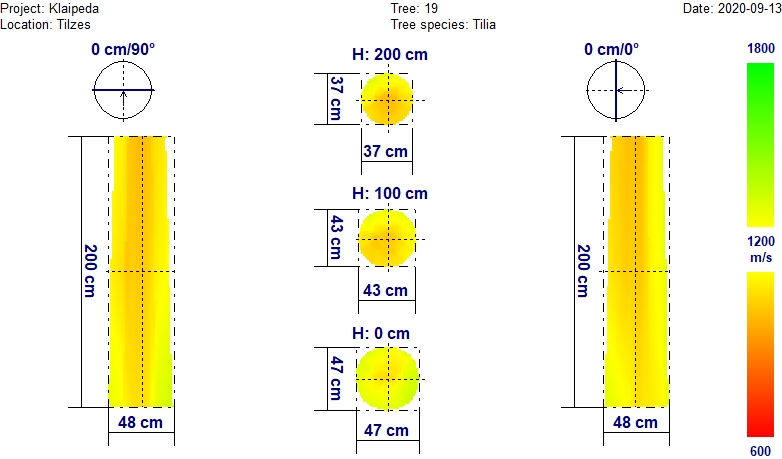 Project: Klaipeda
Tree: 19
Date: 2020-09-13
Location: Tilzes
Tree species: Tilia
0 cm/90°
H: 200 cm
0 cm/0°
1800
37 cm
37 cm
H: 100 cm
43 cm
200 cm
200 cm
1200
m/s
43 cm
H: 0 cm
47 cm
48 cm
47 cm
48 cm
600